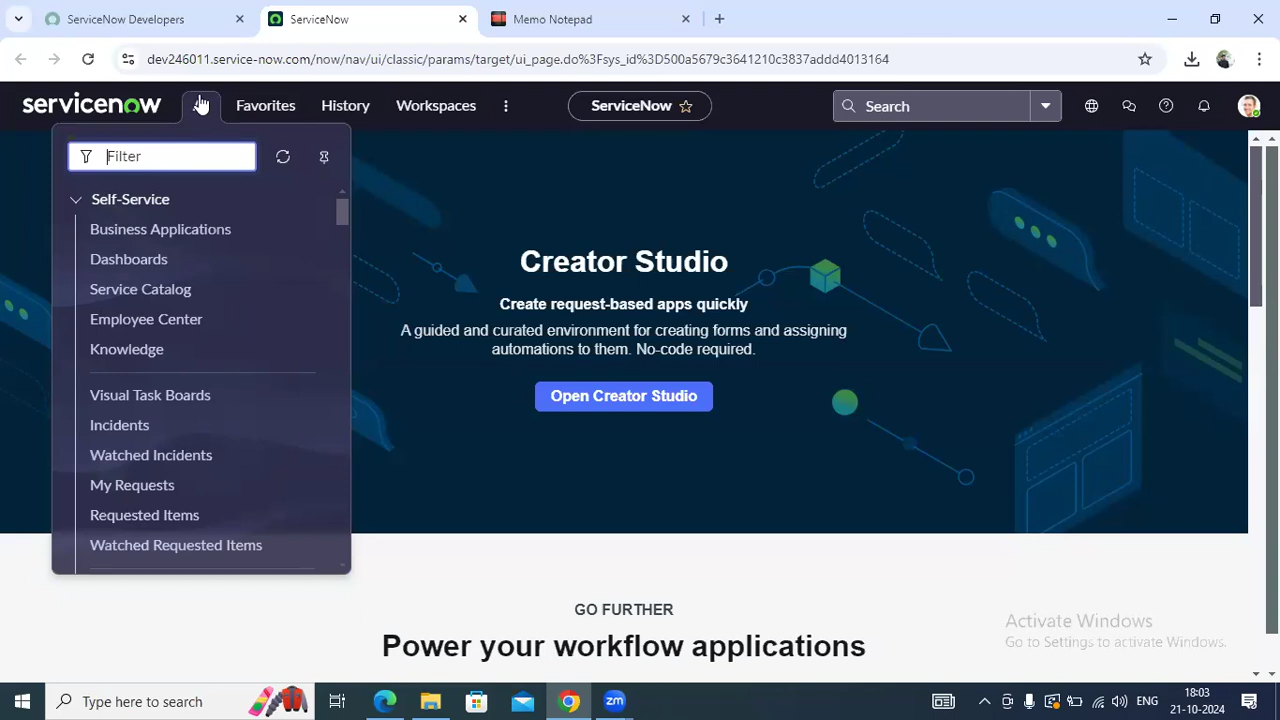 ServiceNow Developers
ServiceNow
Memo Notepad
dev246011.service-now.com/now/nav/ui/classic/params/target/ui_page.do%3Fsys_id%3D500a5679c3641210c3837addd4013164
servicenow
Favorites
History
Workspaces
ServiceNow
Search
Filter
Self-Service
Business Applications
Dashboards
Service Catalog
Employee Center
Knowledge
Visual Task Boards
Incidents
Watched Incidents
My Requests
Requested Items
Watched Requested Items
Creator Studio
Create request-based apps quickly
A guided and curated environment for creating forms and assigning
automations to them. No-code required.
Open Creator Studio
GO FURTHER
Power your workflow applications
Activate Windows
Go to Settings to activate Windows.
Type here to search
zm
ENG
18:03
21-10-2024